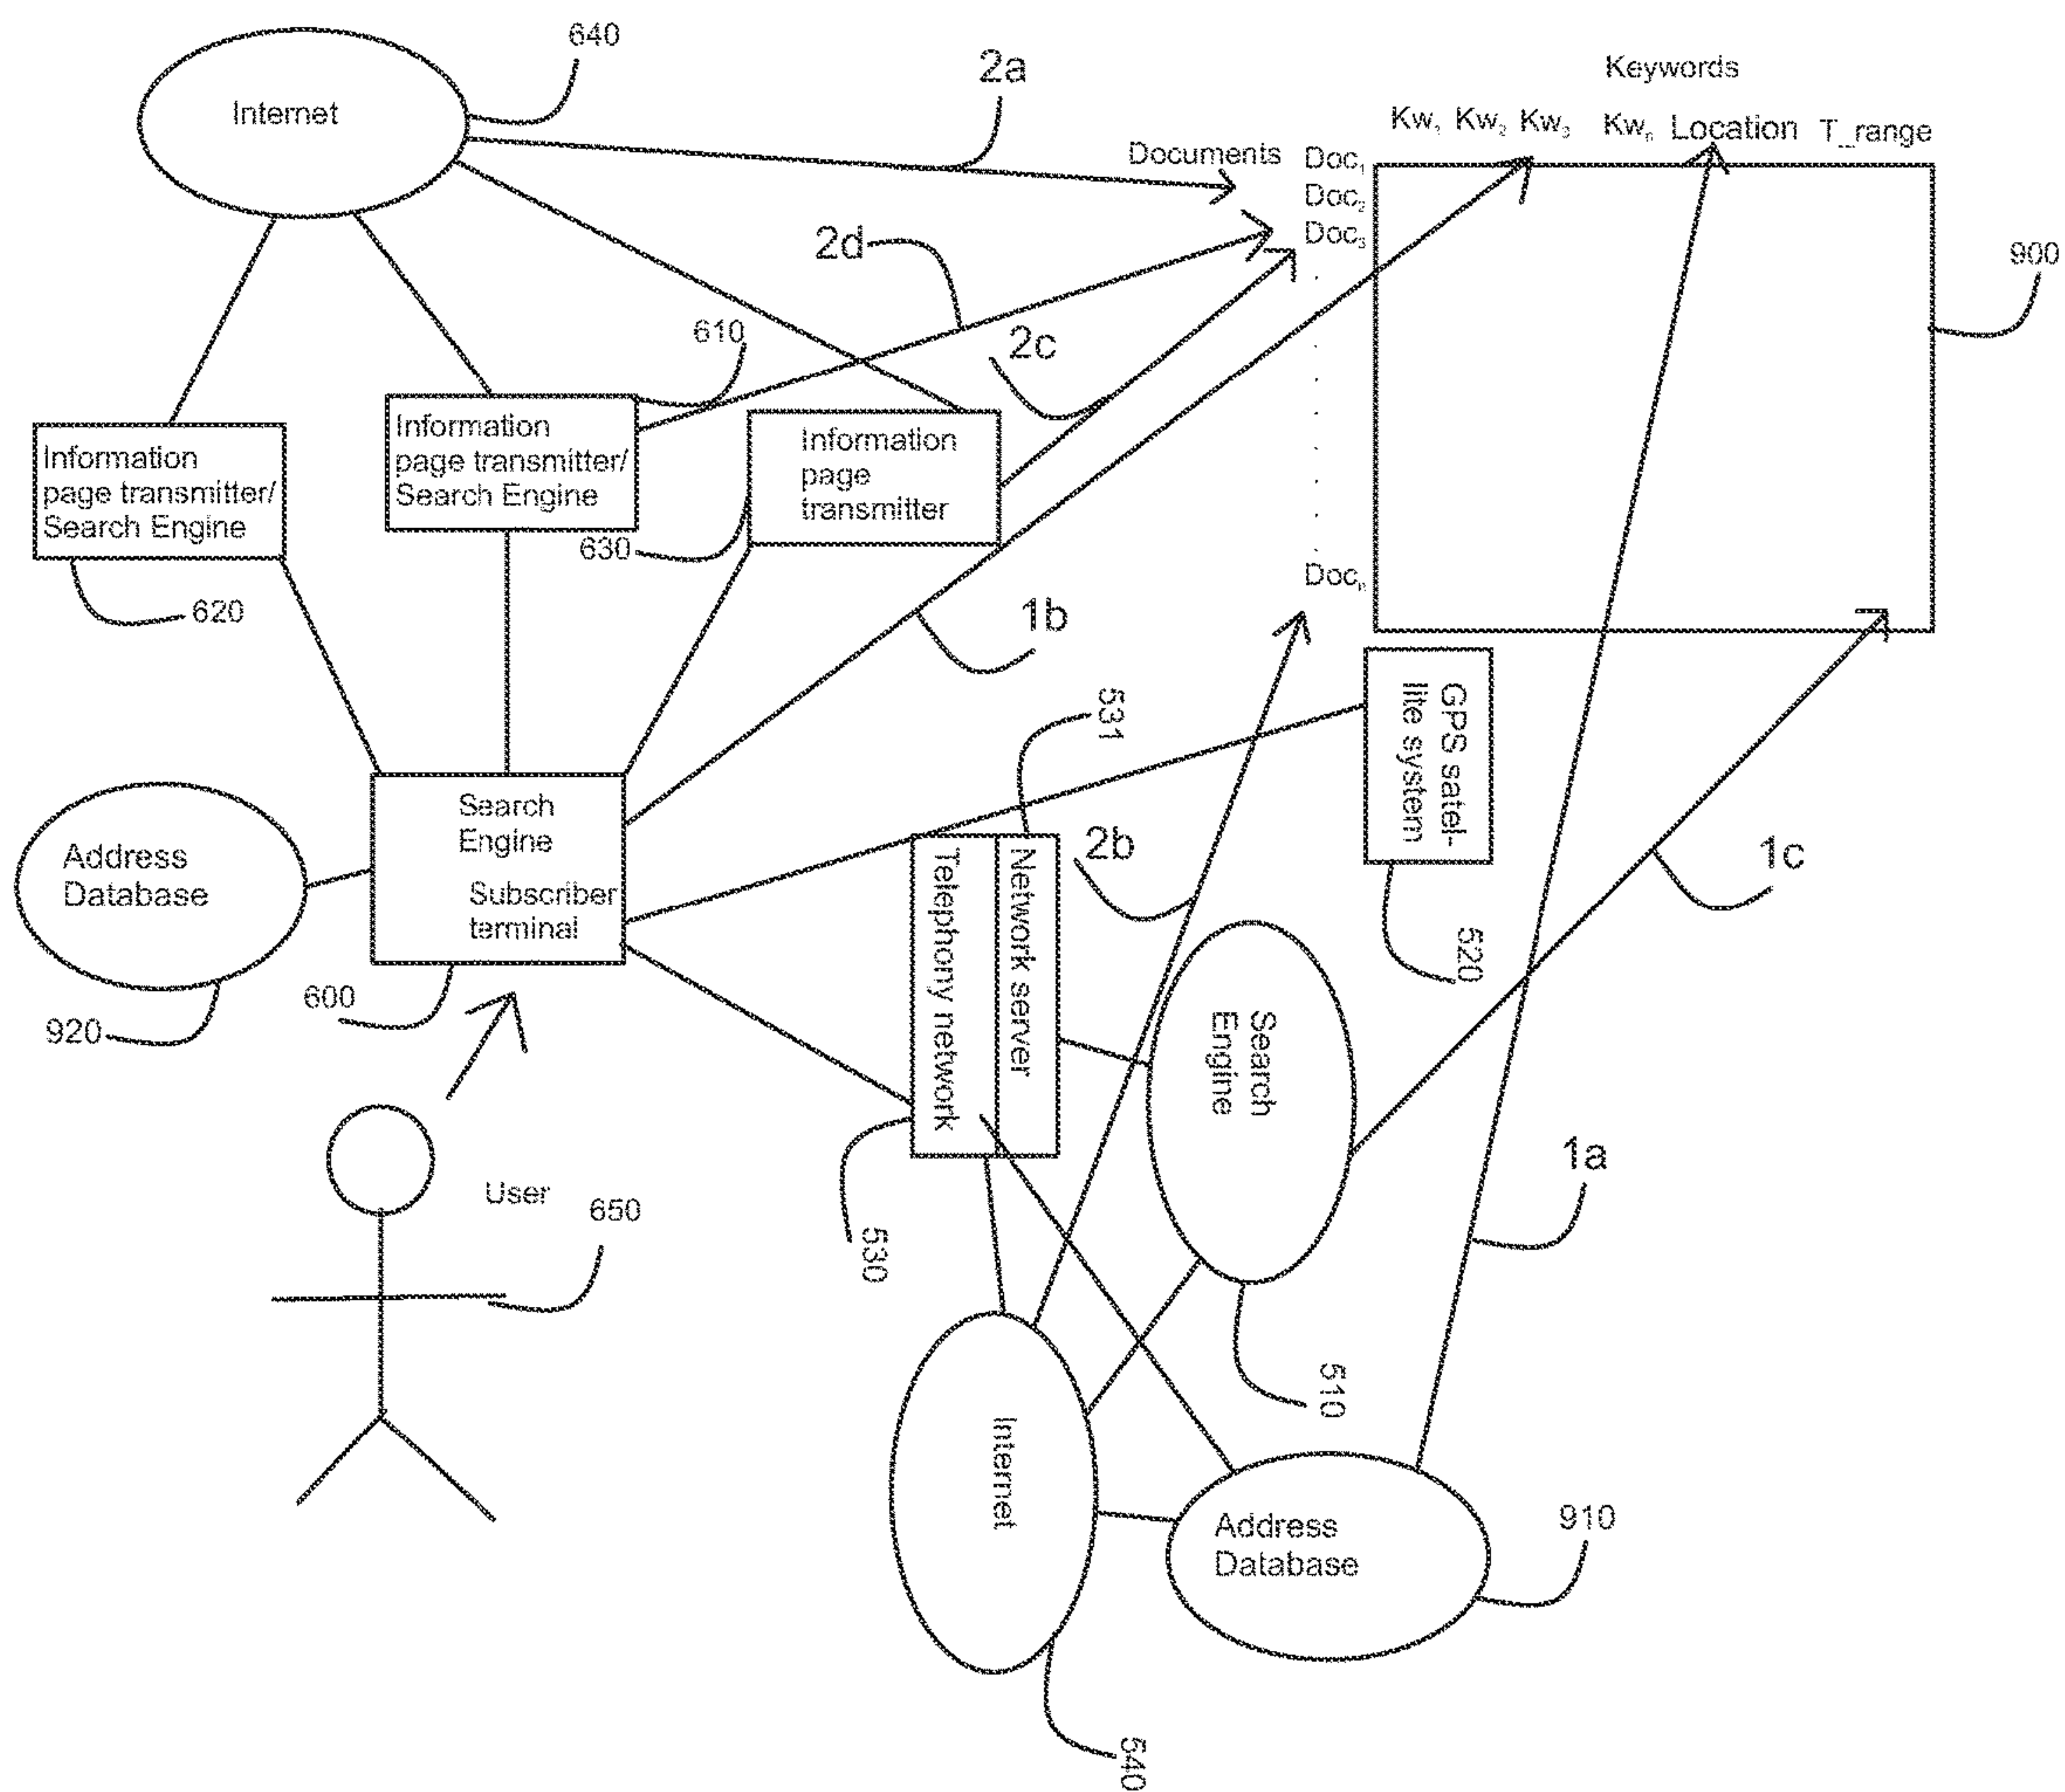 640
Internet
2a
Keywords
Kw₁ Kw₂ Kw₃ Kwₙ Location T_range
Documents
Doc₁
Doc₂
Doc₃
.
.
.
.
.
.
.
.
Docₙ
900
2d
610
2c
Information
page transmitter/
Search Engine
620
Information
page transmitter/
Search Engine
630
Information
page
transmitter
1b
531
GPS satel-
lite system
520
1c
Search
Engine
Subscriber
terminal
600
Address
Database
920
2b
Network server
Telephony network
530
Search
Engine
510
1a
User
650
Internet
540
Address
Database
910